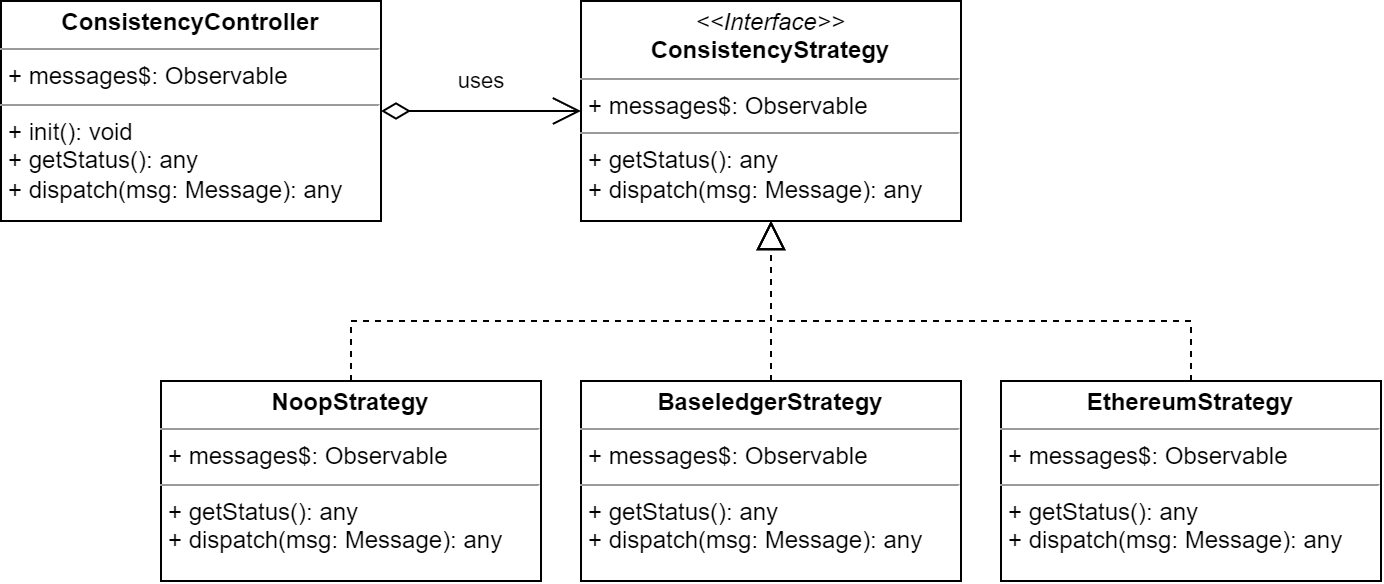 ConsistencyController
+ messages$: Observable
+ init(): void
+ getStatus(): any
+ dispatch(msg: Message): any
uses
<<Interface>>
ConsistencyStrategy
+ messages$: Observable
+ getStatus(): any
+ dispatch(msg: Message): any
NoopStrategy
+ messages$: Observable
+ getStatus(): any
+ dispatch(msg: Message): any
BaseledgerStrategy
+ messages$: Observable
+ getStatus(): any
+ dispatch(msg: Message): any
EthereumStrategy
+ messages$: Observable
+ getStatus(): any
+ dispatch(msg: Message): any